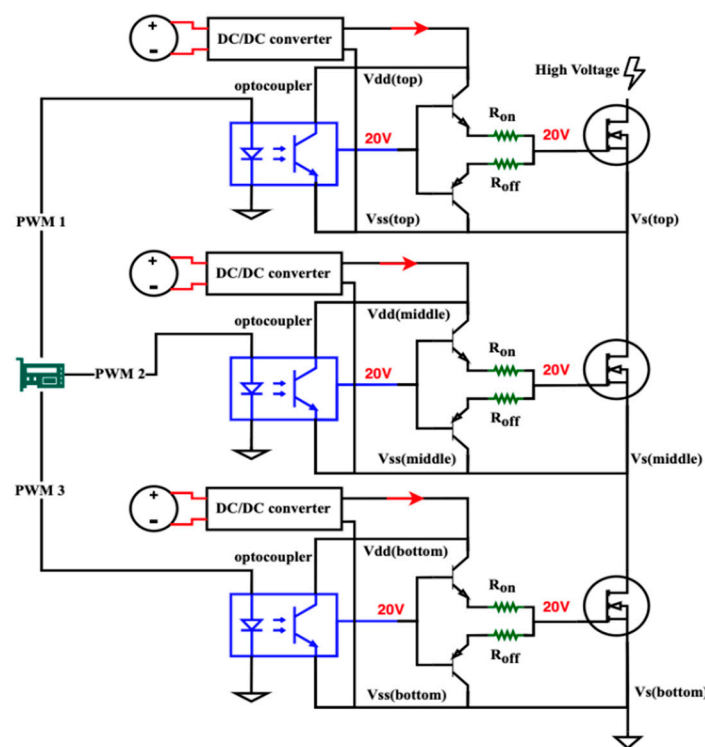 +
-
DC/DC converter
High Voltage
optocoupler
Vdd(top)
Ron
20V
20V
Roff
PWM 1
Vss(top)
Vs(top)
+
-
DC/DC converter
optocoupler
Vdd(middle)
Ron
PWM 2
20V
20V
Roff
Vss(middle)
Vs(middle)
PWM 3
+
-
DC/DC converter
optocoupler
Vdd(bottom)
Ron
20V
20V
Roff
Vss(bottom)
Vs(bottom)